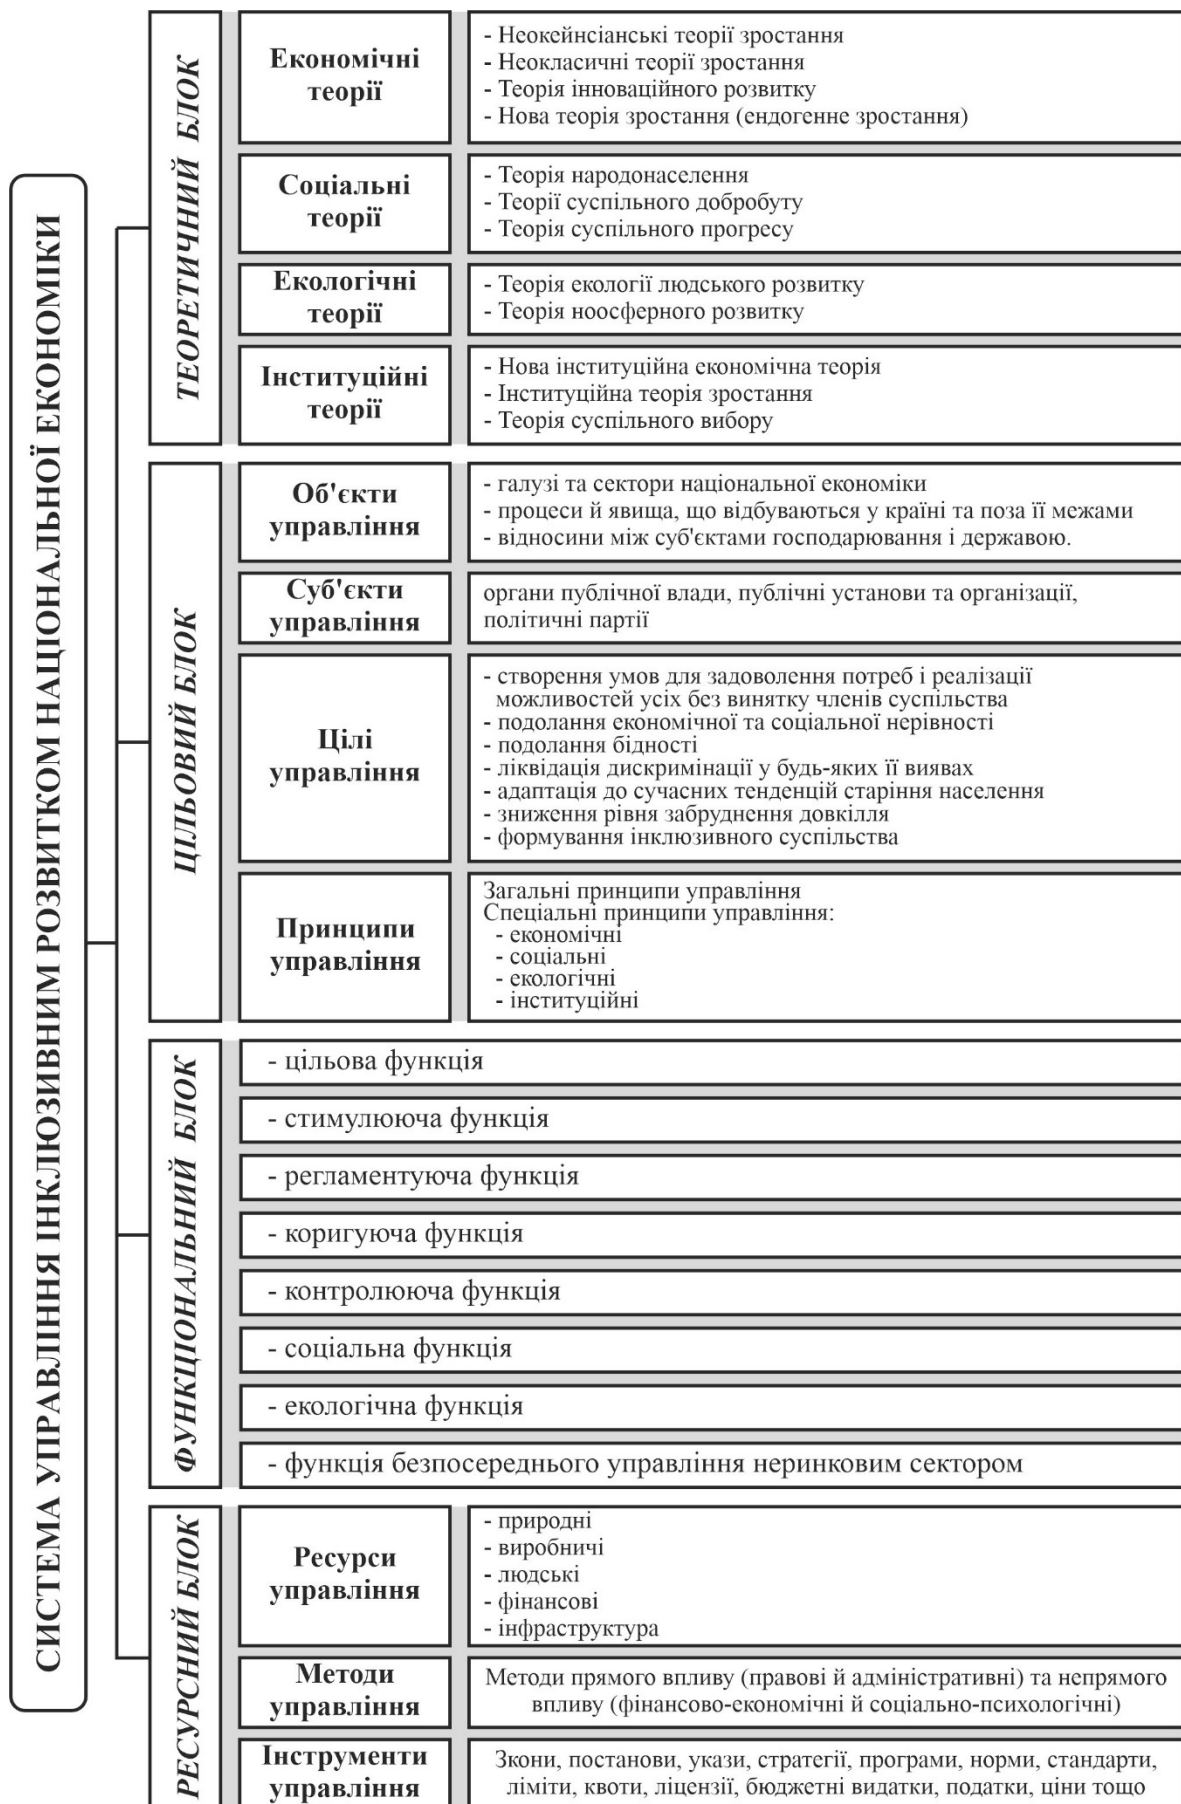 СИСТЕМА УПРАВЛІННЯ ІНКЛЮЗИВНИМ РОЗВИТКОМ НАЦІОНАЛЬНОЇ ЕКОНОМІКИ
ТЕОРЕТИЧНИЙ БЛОК
Економічні
теорії
- Неокейнсіанські теорії зростання
- Неокласичні теорії зростання
- Теорія інноваційного розвитку
- Нова теорія зростання (ендогенне зростання)
Соціальні
теорії
- Теорія народонаселення
- Теорії суспільного добробуту
- Теорія суспільного прогресу
Екологічні
теорії
- Теорія екології людського розвитку
- Теорія ноосферного розвитку
Інституційні
теорії
- Нова інституційна економічна теорія
- Інституційна теорія зростання
- Теорія суспільного вибору
ЦІЛЬОВИЙ БЛОК
Об'єкти
управління
- галузі та сектори національної економіки
- процеси й явища, що відбуваються у країні та поза її межами
- відносини між суб'єктами господарювання і державою.
Суб'єкти
управління
органи публічної влади, публічні установи та організації,
політичні партії
Цілі
управління
- створення умов для задоволення потреб і реалізації
можливостей усіх без винятку членів суспільства
- подолання економічної та соціальної нерівності
- подолання бідності
- ліквідація дискримінації у будь-яких її виявах
- адаптація до сучасних тенденцій старіння населення
- зниження рівня забруднення довкілля
- формування інклюзивного суспільства
Принципи
управління
Загальні принципи управління
Спеціальні принципи управління:
- економічні
- соціальні
- екологічні
- інституційні
ФУНКЦІОНАЛЬНИЙ БЛОК
- цільова функція
- стимулююча функція
- регламентуюча функція
- коригуюча функція
- контролююча функція
- соціальна функція
- екологічна функція
- функція безпосереднього управління неринковим сектором
РЕСУРСНИЙ БЛОК
Ресурси
управління
- природні
- виробничі
- людські
- фінансові
- інфраструктура
Методи
управління
Методи прямого впливу (правові й адміністративні) та непрямого
впливу (фінансово-економічні й соціально-психологічні)
Інструменти
управління
Зкони, постанови, укази, стратегії, програми, норми, стандарти,
ліміти, квоти, ліцензії, бюджетні видатки, податки, ціни тощо